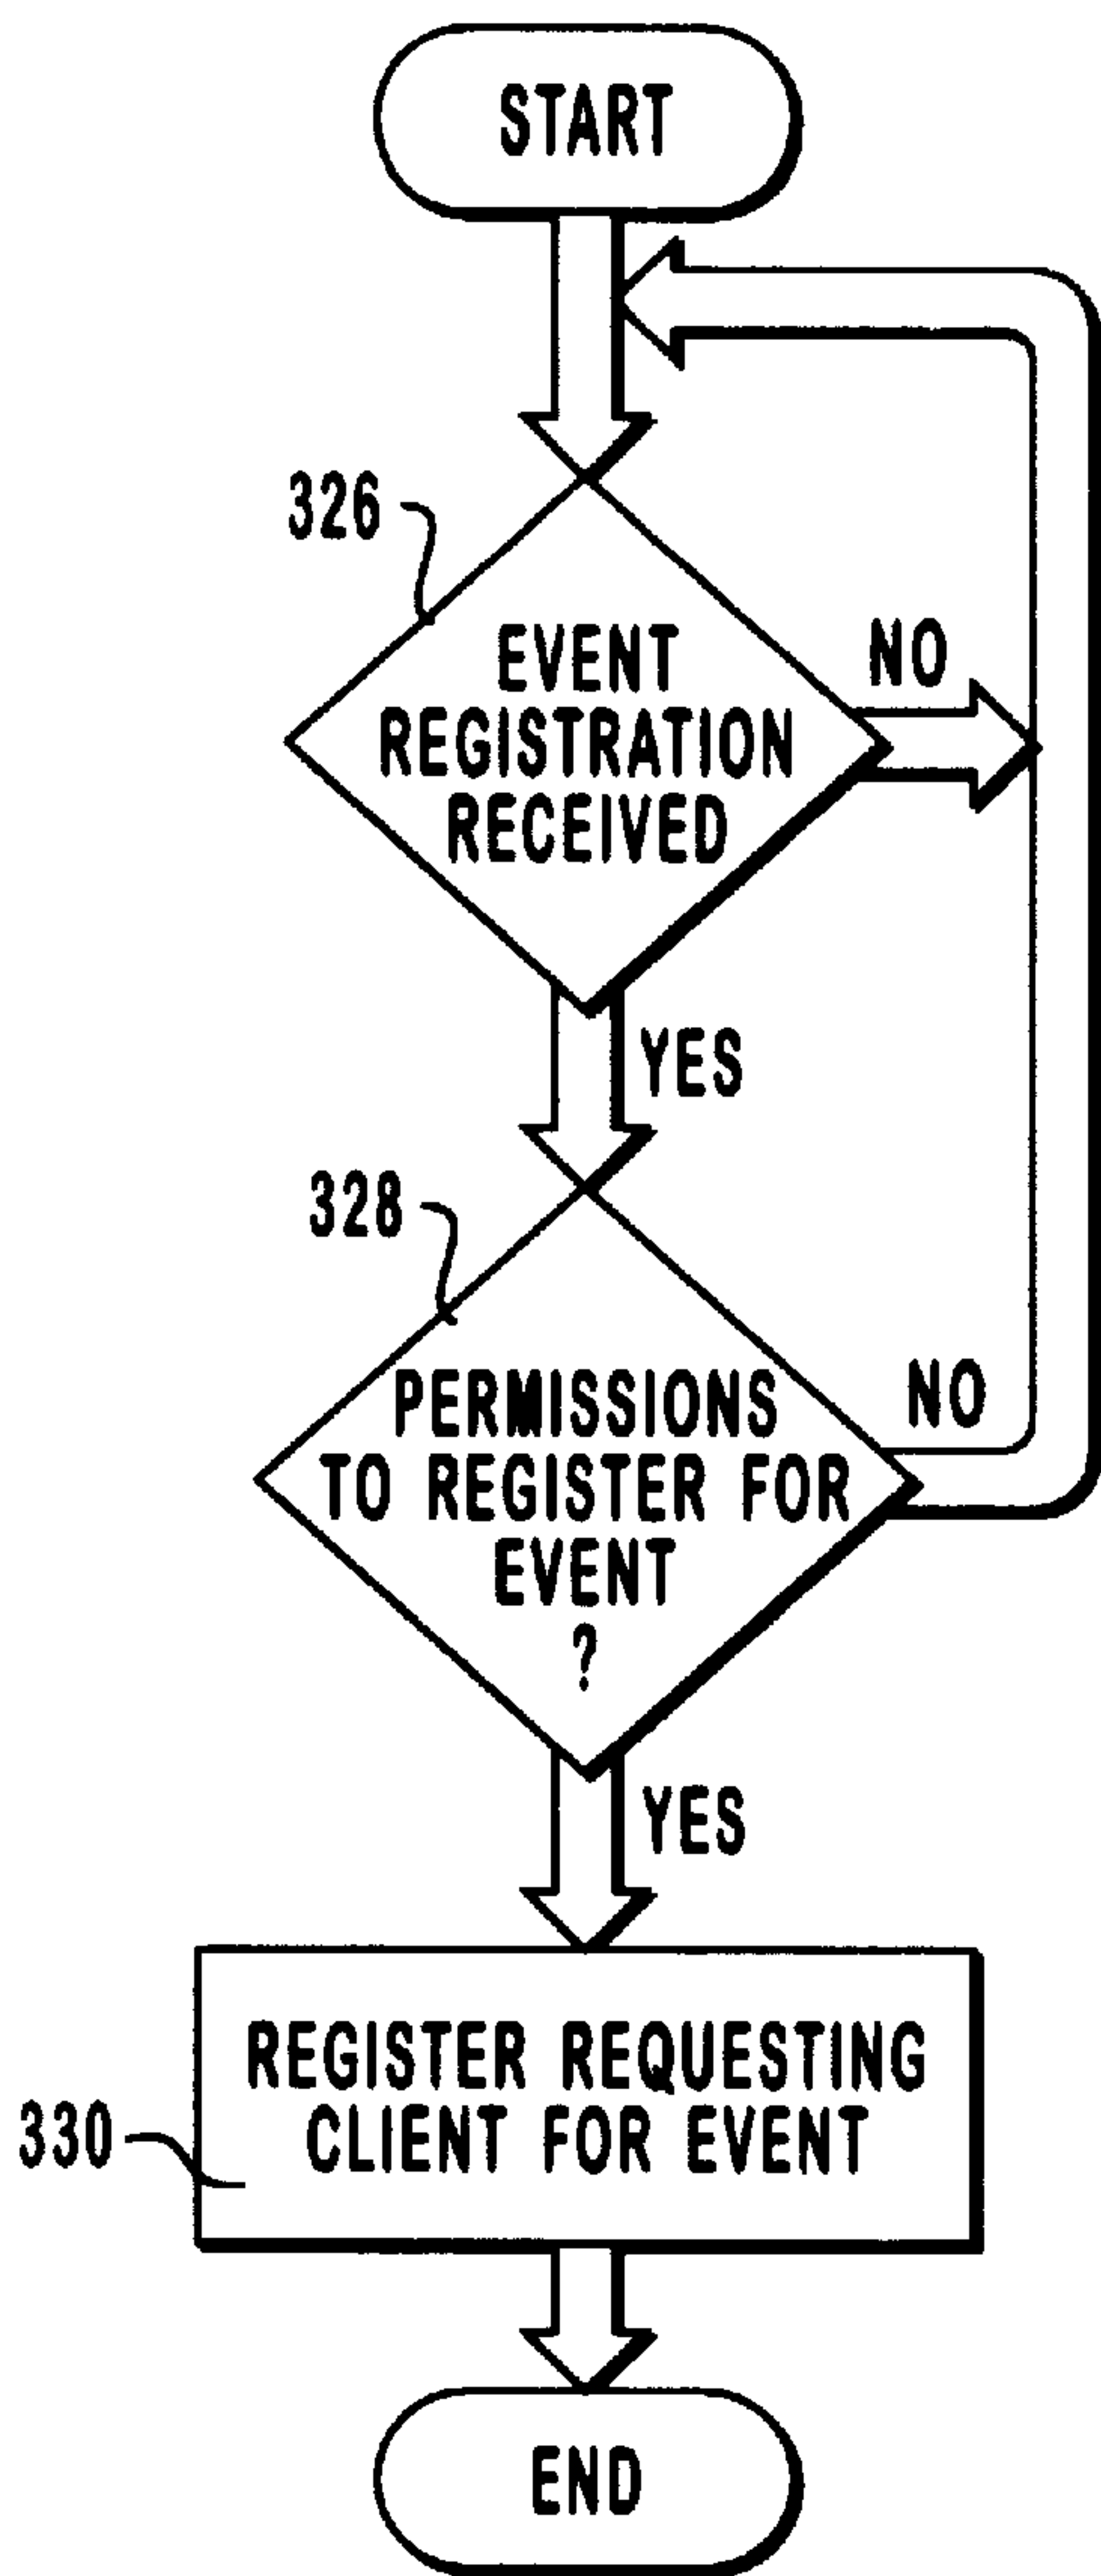 START
326
EVENT
REGISTRATION
RECEIVED
NO
YES
328
PERMISSIONS
TO REGISTER FOR
EVENT
?
NO
YES
REGISTER REQUESTING
CLIENT FOR EVENT
330
END